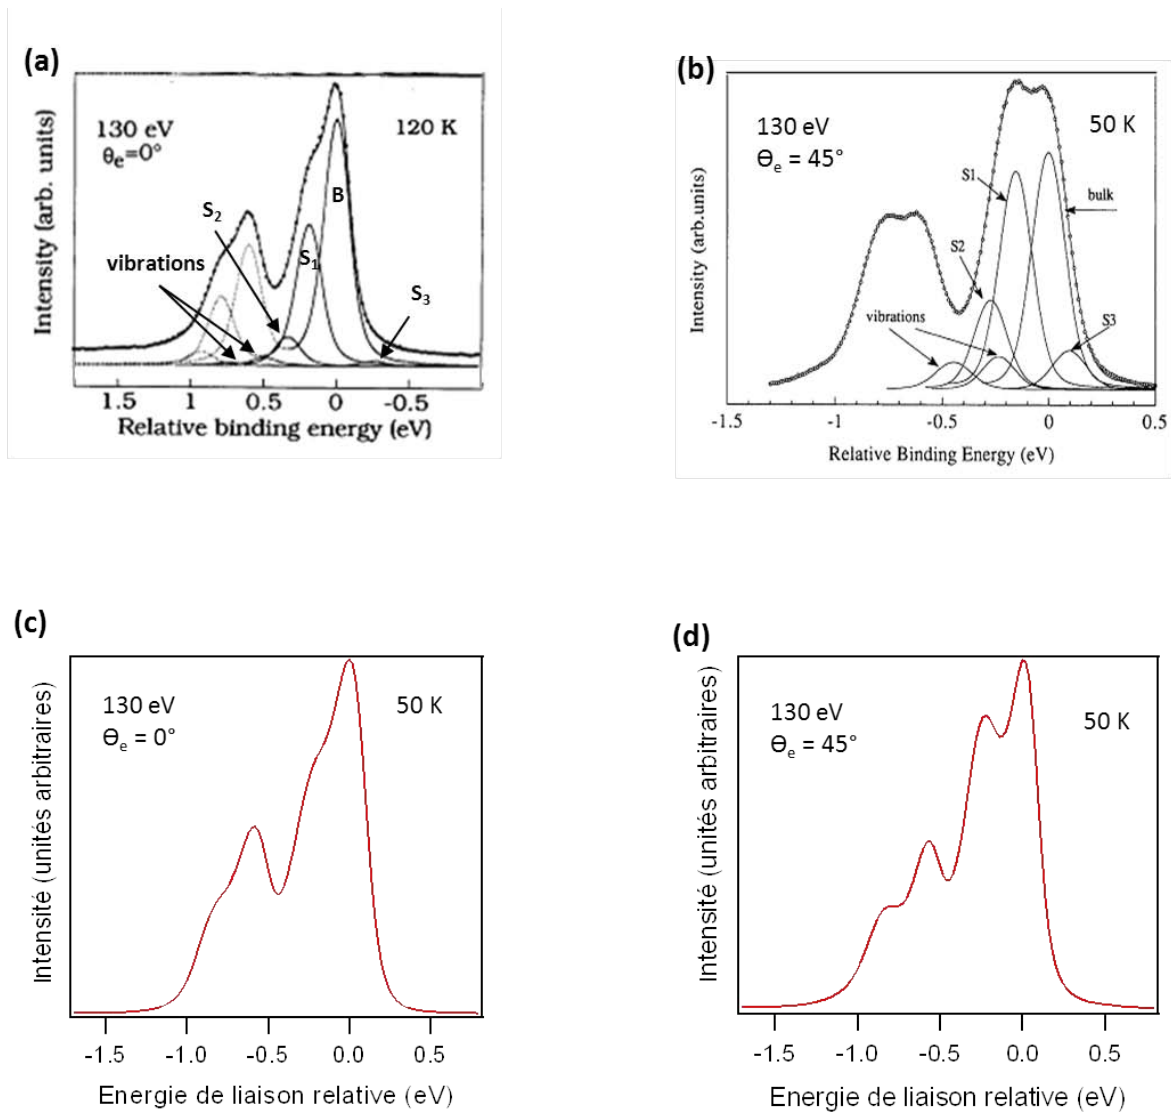 (a)
130 eV
θe=0°
120 K
Intensity (arb. units)
S2
B
vibrations
S1
S3
1.5 1 0.5 0 -0.5
Relative binding energy (eV)
(b)
130 eV
Ɵe = 45°
50 K
Intensity (arb.units)
S1
bulk
S2
vibrations
S3
-1.5 -1 -0.5 0 0.5
Relative Binding Energy (eV)
(c)
130 eV
Ɵe = 0°
50 K
Intensité (unités arbitraires)
-1.5 -1.0 -0.5 0.0 0.5
Energie de liaison relative (eV)
(d)
130 eV
Ɵe = 45°
50 K
Intensité (unités arbitraires)
-1.5 -1.0 -0.5 0.0 0.5
Energie de liaison relative (eV)